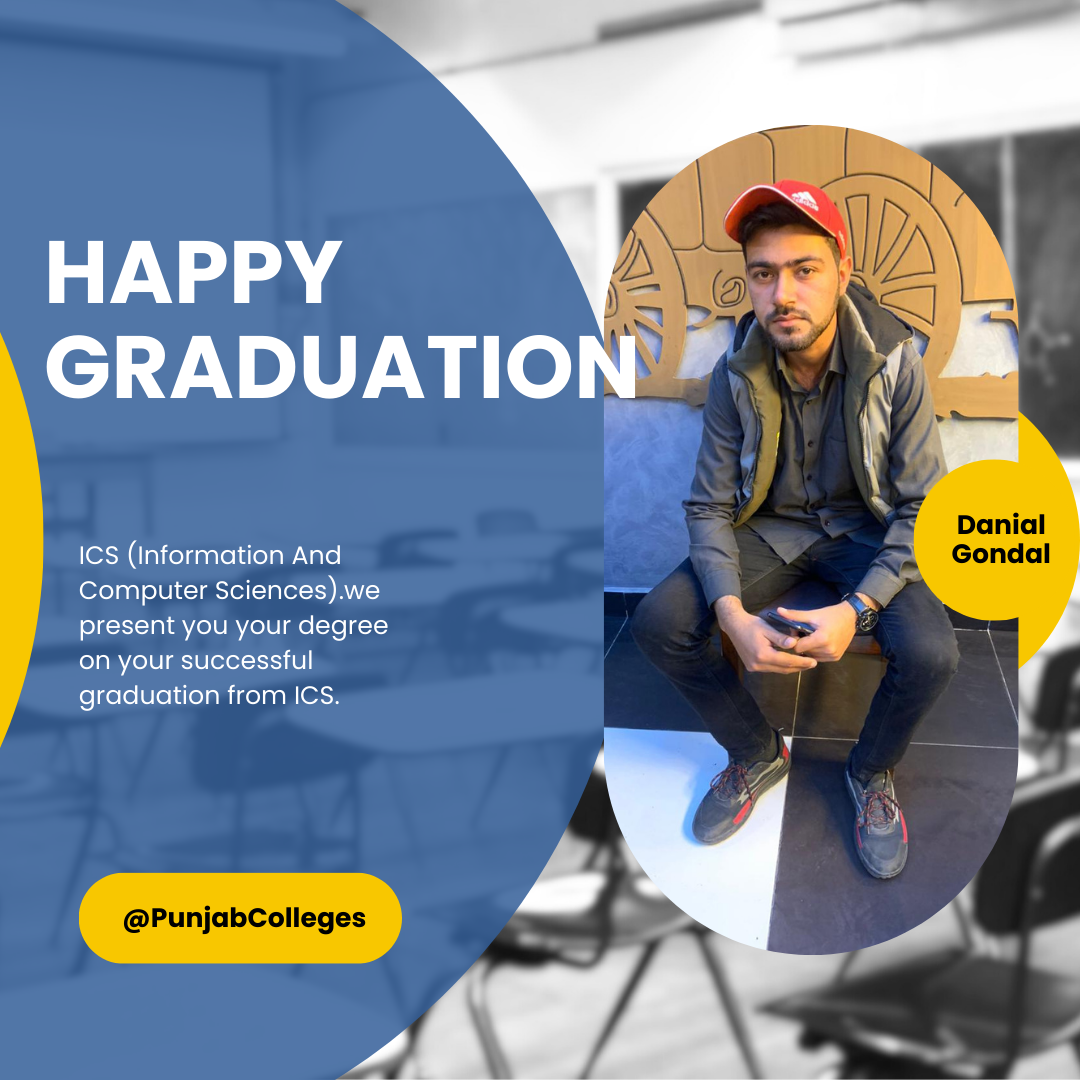 HAPPY
GRADUATION
Danial
Gondal
ICS (Information And
Computer Sciences).we
present you your degree
on your successful
graduation from ICS.
@PunjabColleges